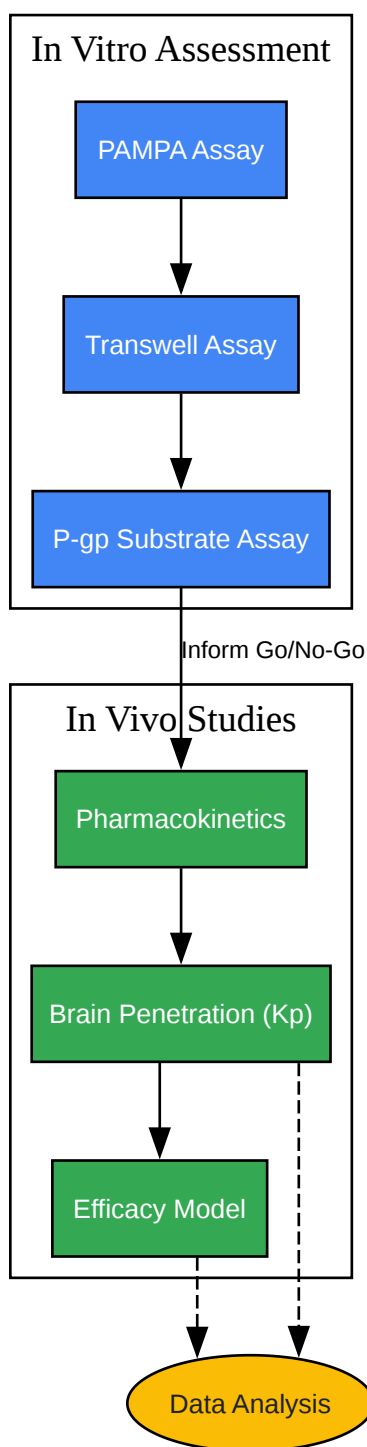 In Vitro Assessment
PAMPA Assay
Transwell Assay
P-gp Substrate Assay
Inform Go/No-Go
In Vivo Studies
Pharmacokinetics
Brain Penetration (Kp)
Efficacy Model
Data Analysis